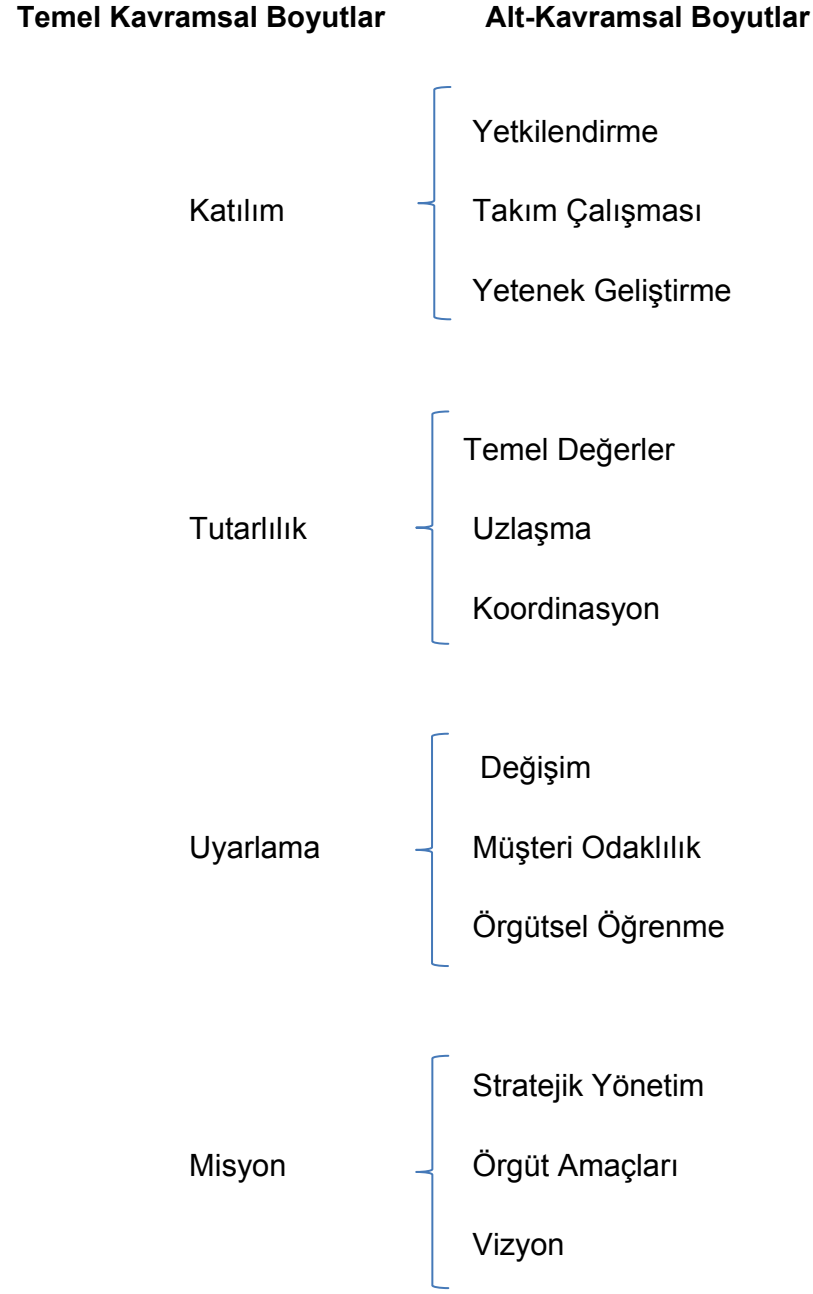 Temel Kavramsal Boyutlar Alt-Kavramsal Boyutlar
Yetkilendirme
Katılım Takım Çalışması
Yetenek Geliştirme
Temel Değerler
Tutarlılık Uzlaşma
Koordinasyon
Değişim
Uyarlama Müşteri Odaklılık
Örgütsel Öğrenme
Stratejik Yönetim
Misyon Örgüt Amaçları
Vizyon